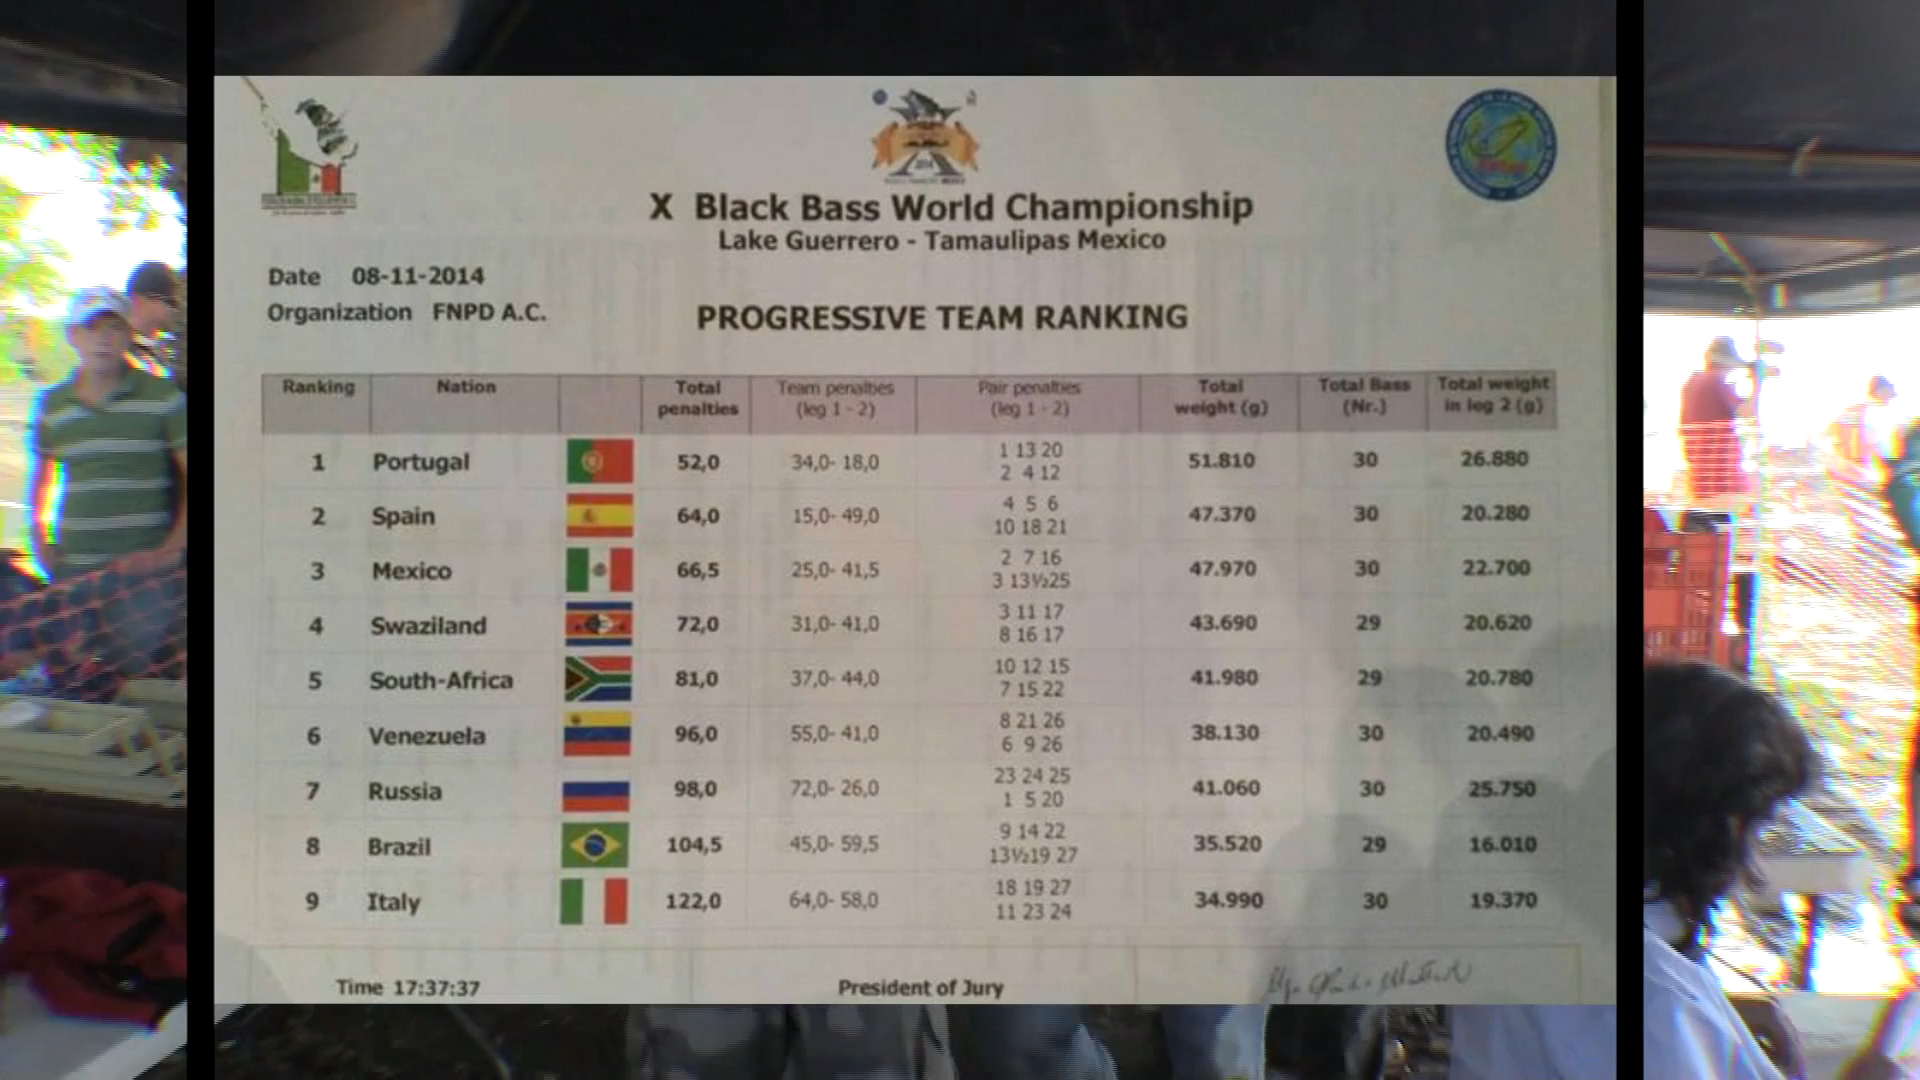 2014
X Black Bass World Championship
Lake Guerrero - Tamaulipas Mexico
Date 08-11-2014
Organization FNPD A.C.
PROGRESSIVE TEAM RANKING
Ranking Nation Total penalties Team penalties (leg 1 - 2) Pair penalties (leg 1 - 2) Total weight (g) Total Bass (Nr.) Total weight in leg 2 (g)
1 Portugal 52,0 34,0- 18,0 1 13 20 2 4 12 51.810 30 26.880
2 Spain 64,0 15,0- 49,0 4 5 6 10 18 21 47.370 30 20.280
3 Mexico 66,5 25,0- 41,5 2 7 16 3 13½25 47.970 30 22.700
4 Swaziland 72,0 31,0- 41,0 3 11 17 8 16 17 43.690 29 20.620
5 South-Africa 81,0 37,0- 44,0 10 12 15 7 15 22 41.980 29 20.780
6 Venezuela 96,0 55,0- 41,0 8 21 26 6 9 26 38.130 30 20.490
7 Russia 98,0 72,0- 26,0 23 24 25 1 5 20 41.060 30 25.750
8 Brazil 104,5 45,0- 59,5 9 14 22 13½19 27 35.520 29 16.010
9 Italy 122,0 64,0- 58,0 18 19 27 11 23 24 34.990 30 19.370
Time 17:37:37 President of Jury